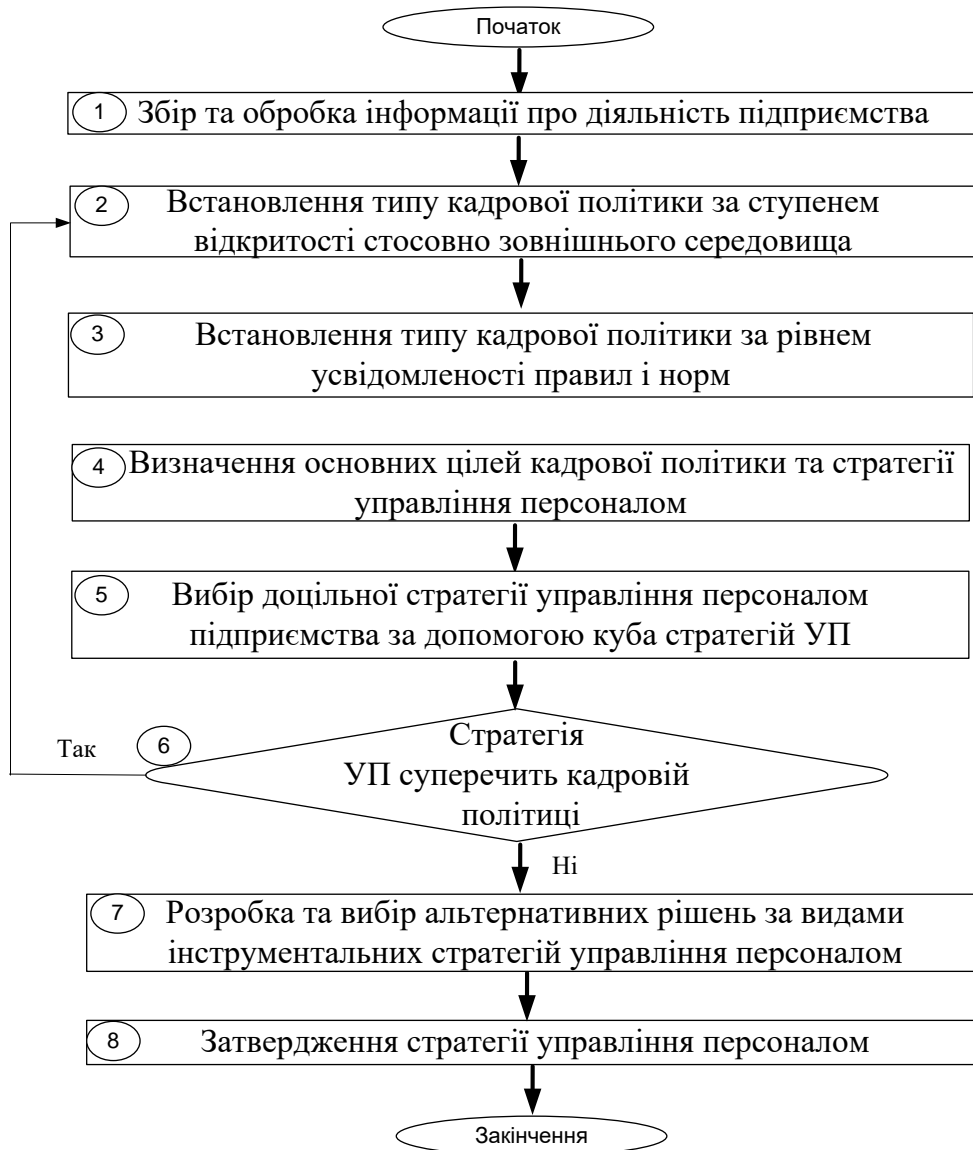 Початок
1 Збір та обробка інформації про діяльність підприємства
2 Встановлення типу кадрової політики за ступенем
відкритості стосовно зовнішнього середовища
3 Встановлення типу кадрової політики за рівнем
усвідомленості правил і норм
4 Визначення основних цілей кадрової політики та стратегії
управління персоналом
5 Вибір доцільної стратегії управління персоналом
підприємства за допомогою куба стратегій УП
Так
6 Стратегія
УП суперечить кадровій
політиці
Ні
7 Розробка та вибір альтернативних рішень за видами
інструментальних стратегій управління персоналом
8 Затвердження стратегії управління персоналом
Закінчення